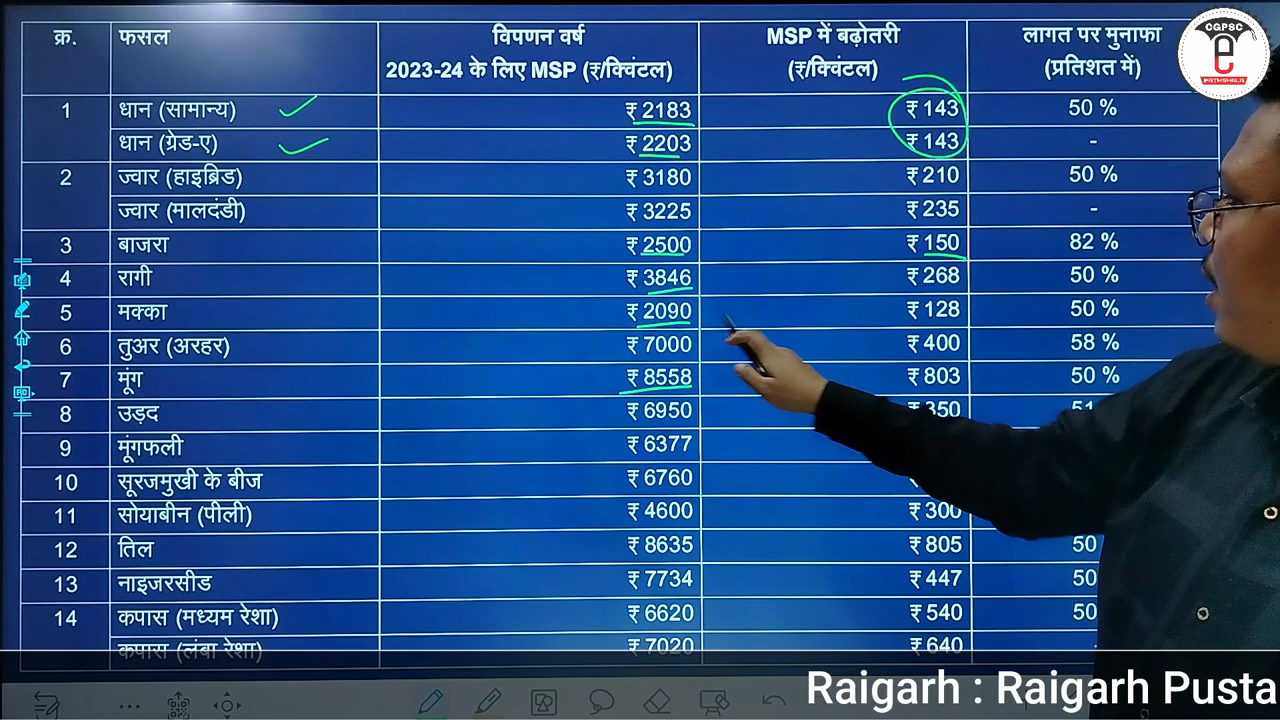 क्र. फसल विपणन वर्ष MSP में बढ़ोतरी लागत पर मुनाफा
2023-24 के लिए MSP (₹/क्विंटल) (₹/क्विंटल) (प्रतिशत में)
CGPSC
e
PATHSHALA
1 धान (सामान्य) ₹ 2183 ₹ 143 50 %
धान (ग्रेड-ए) ₹ 2203 ₹ 143 -
2 ज्वार (हाइब्रिड) ₹ 3180 ₹ 210 50 %
ज्वार (मालदंडी) ₹ 3225 ₹ 235 -
3 बाजरा ₹ 2500 ₹ 150 82 %
4 रागी ₹ 3846 ₹ 268 50 %
5 मक्का ₹ 2090 ₹ 128 50 %
6 तुअर (अरहर) ₹ 7000 ₹ 400 58 %
7 मूंग ₹ 8558 ₹ 803 50 %
8 उड़द ₹ 6950 ₹ 350 51
9 मूंगफली ₹ 6377
10 सूरजमुखी के बीज ₹ 6760
11 सोयाबीन (पीली) ₹ 4600 ₹ 300
12 तिल ₹ 8635 ₹ 805 50
13 नाइजरसीड ₹ 7734 ₹ 447 50
14 कपास (मध्यम रेशा) ₹ 6620 ₹ 540 50
कपास (लंबा रेशा) ₹ 7020 ₹ 640
Raigarh : Raigarh Pusta